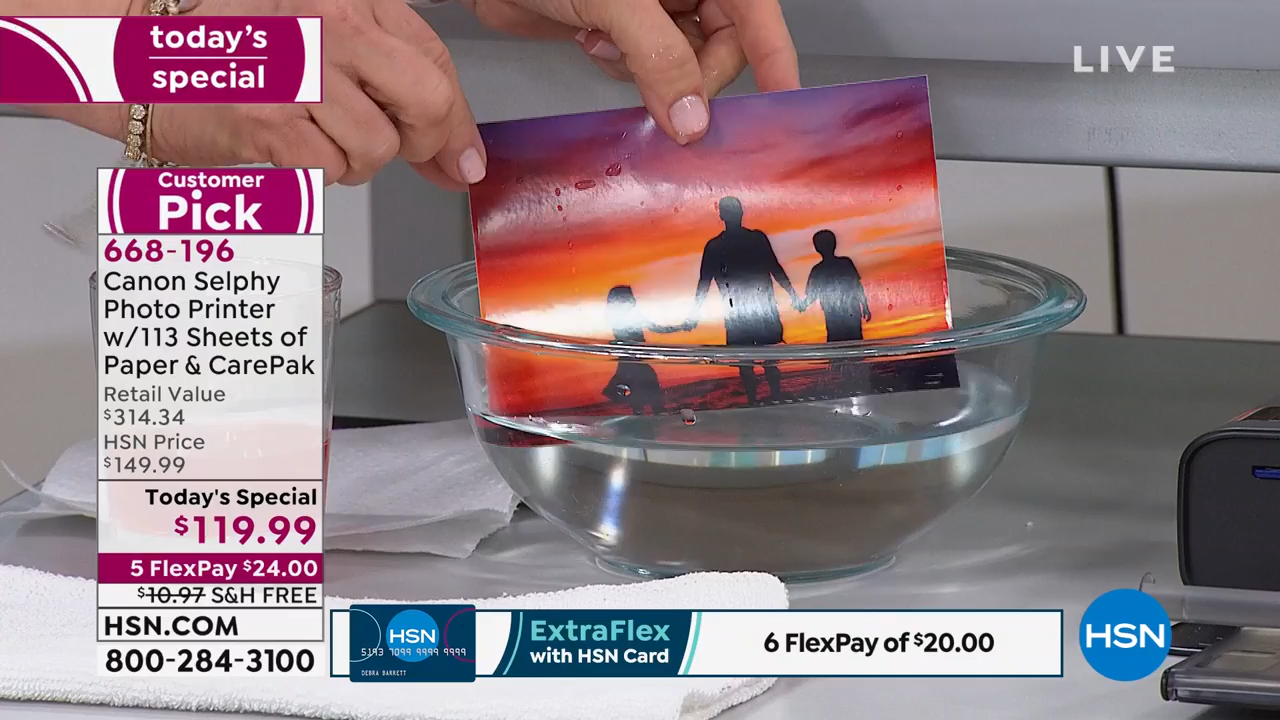 today's
special
LIVE
Customer
Pick
668-196
Canon Selphy
Photo Printer
w/113 Sheets of
Paper & CarePak
Retail Value
$314.34
HSN Price
$149.99
Today's Special
$119.99
5 FlexPay $24.00
$10.97 S&H FREE
HSN.COM
800-284-3100
HSN
5193 7099 9999 9999
DEBRA BARRETT
ExtraFlex
with HSN Card
6 FlexPay of $20.00
HSN